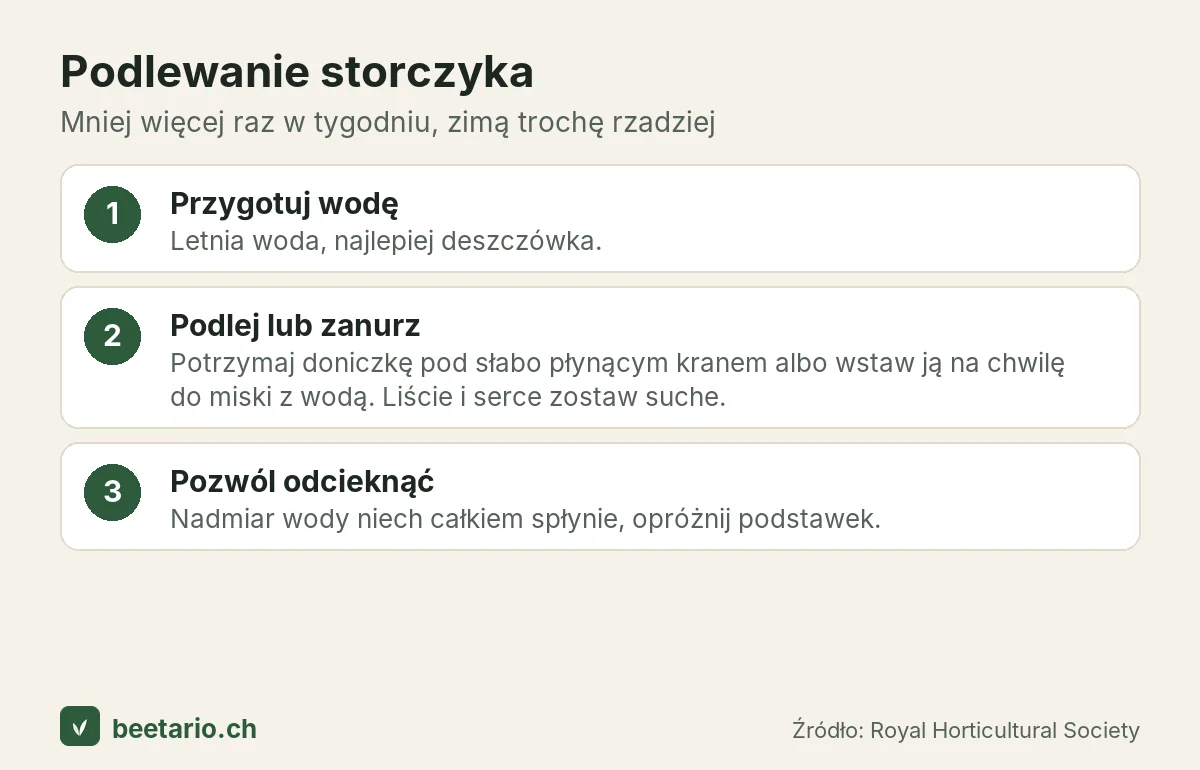 Podlewanie storczyka
Mniej więcej raz w tygodniu, zimą trochę rzadziej
1
Przygotuj wodę
Letnia woda, najlepiej deszczówka.
2
Podlej lub zanurz
Potrzymaj doniczkę pod słabo płynącym kranem albo wstaw ją na chwilę
do miski z wodą. Liście i serce zostaw suche.
3
Pozwól odcieknąć
Nadmiar wody niech całkiem spłynie, opróżnij podstawek.
beetario.ch
Źródło: Royal Horticultural Society